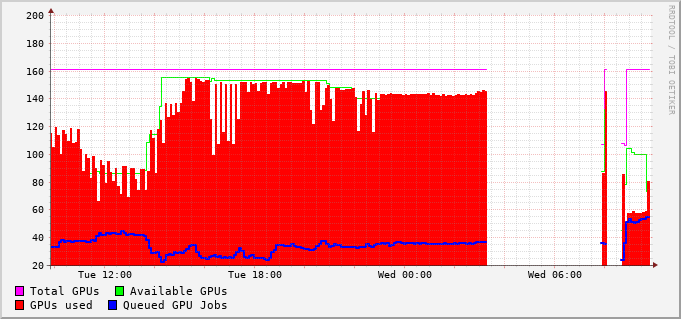 200
180
160
140
120
100
80
60
40
20
Tue 12:00 Tue 18:00 Wed 00:00 Wed 06:00
Total GPUs Available GPUs
GPUs used Queued GPU Jobs
RRDTOOL / TOBI OETIKER